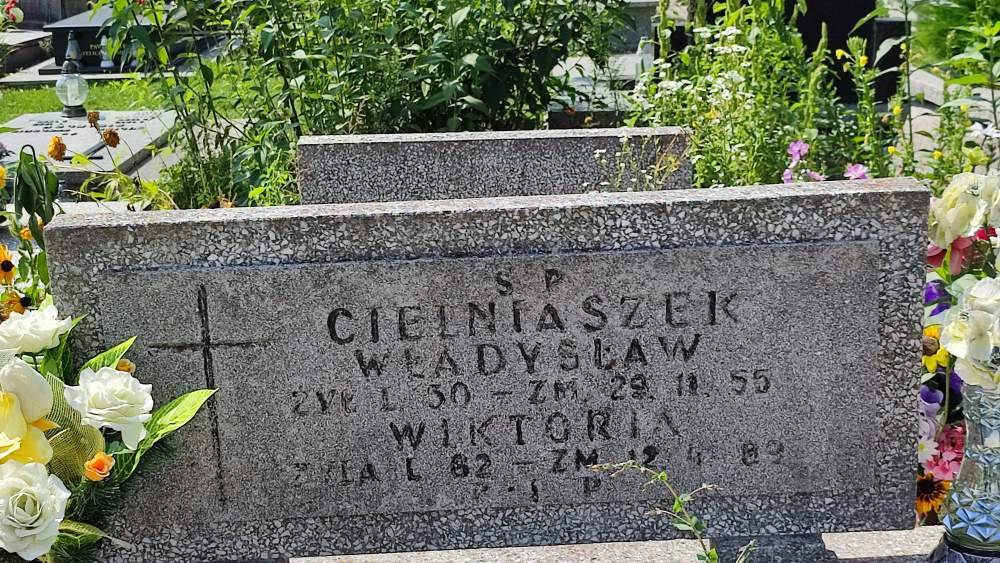 S P
CIELNIASZEK
WŁADYSŁAW
ŻYŁ L. 50 – ZM. 29. 11. 55
WIKTORIA
ŻYŁA L. 82 – ZM. 12. 4. 89
P I P